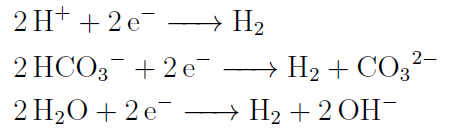 2 H⁺ + 2 e⁻ ⟶ H₂
2 HCO₃⁻ + 2 e⁻ ⟶ H₂ + CO₃²⁻
2 H₂O + 2 e⁻ ⟶ H₂ + 2 OH⁻